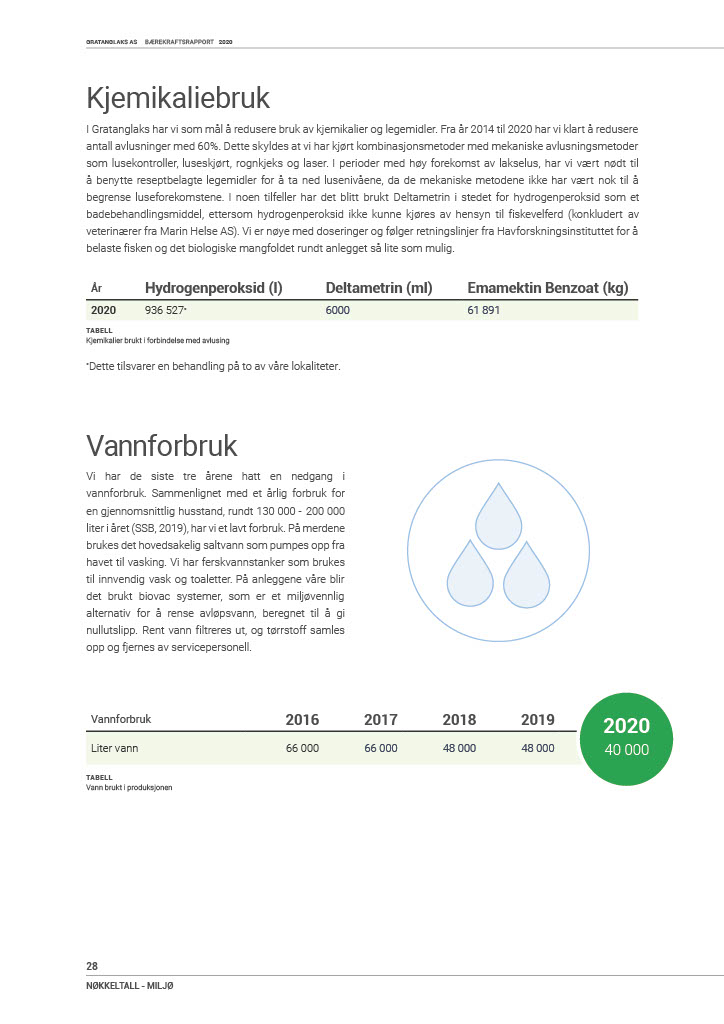 GRATANGLAKS AS BÆREKRAFTSRAPPORT 2020
Kjemikaliebruk
I Gratanglaks har vi som mål å redusere bruk av kjemikalier og legemidler. Fra år 2014 til 2020 har vi klart å redusere
antall avlusninger med 60%. Dette skyldes at vi har kjørt kombinasjonsmetoder med mekaniske avlusningsmetoder
som lusekontroller, luseskjørt, rognkjeks og laser. I perioder med høy forekomst av lakselus, har vi vært nødt til
å benytte reseptbelagte legemidler for å ta ned lusenivåene, da de mekaniske metodene ikke har vært nok til å
begrense luseforekomstene. I noen tilfeller har det blitt brukt Deltametrin i stedet for hydrogenperoksid som et
badebehandlingsmiddel, ettersom hydrogenperoksid ikke kunne kjøres av hensyn til fiskevelferd (konkludert av
veterinærer fra Marin Helse AS). Vi er nøye med doseringer og følger retningslinjer fra Havforskningsinstituttet for å
belaste fisken og det biologiske mangfoldet rundt anlegget så lite som mulig.
År Hydrogenperoksid (l) Deltametrin (ml) Emamektin Benzoat (kg)
2020 936 527* 6000 61 891
TABELL
Kjemikalier brukt i forbindelse med avlusing
*Dette tilsvarer en behandling på to av våre lokaliteter.
Vannforbruk
Vi har de siste tre årene hatt en nedgang i
vannforbruk. Sammenlignet med et årlig forbruk for
en gjennomsnittlig husstand, rundt 130 000 - 200 000
liter i året (SSB, 2019), har vi et lavt forbruk. På merdene
brukes det hovedsakelig saltvann som pumpes opp fra
havet til vasking. Vi har ferskvannstanker som brukes
til innvendig vask og toaletter. På anleggene våre blir
det brukt biovac systemer, som er et miljøvennlig
alternativ for å rense avløpsvann, beregnet til å gi
nullutslipp. Rent vann filtreres ut, og tørrstoff samles
opp og fjernes av servicepersonell.
Vannforbruk 2016 2017 2018 2019 2020
Liter vann 66 000 66 000 48 000 48 000 40 000
TABELL
Vann brukt i produksjonen
28
NØKKELTALL - MILJØ